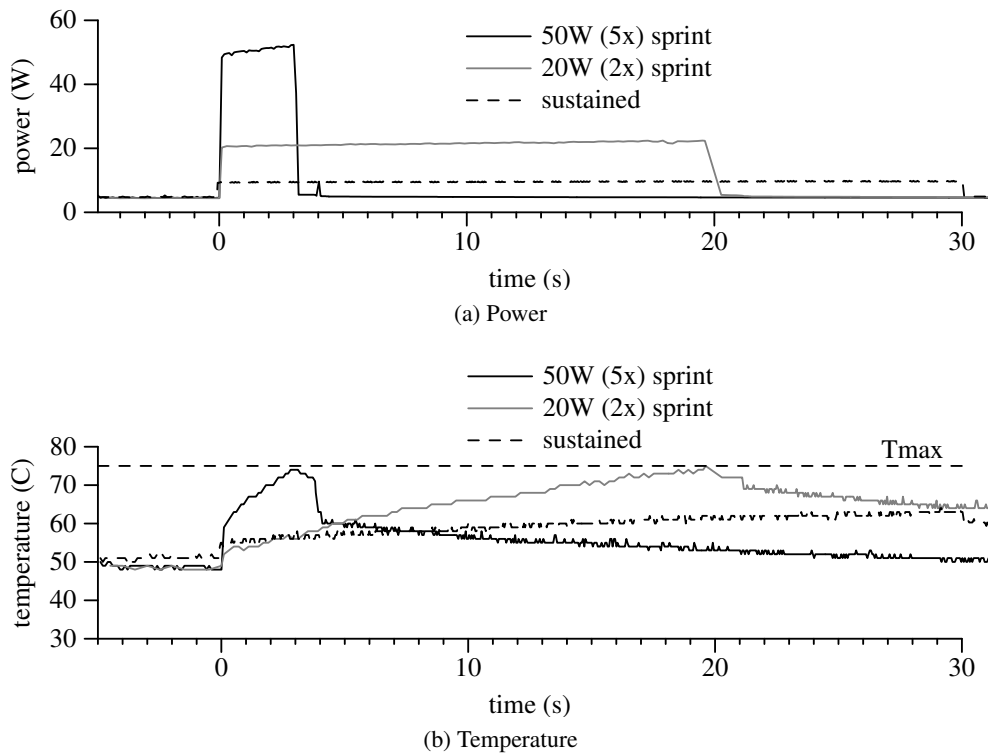 60
50W (5x) sprint
20W (2x) sprint
40
sustained
power (W)
20
0
0 10 20 30
time (s)
(a) Power
50W (5x) sprint
20W (2x) sprint
sustained
80
Tmax
70
60
50
40
30
temperature (C)
0 10 20 30
time (s)
(b) Temperature